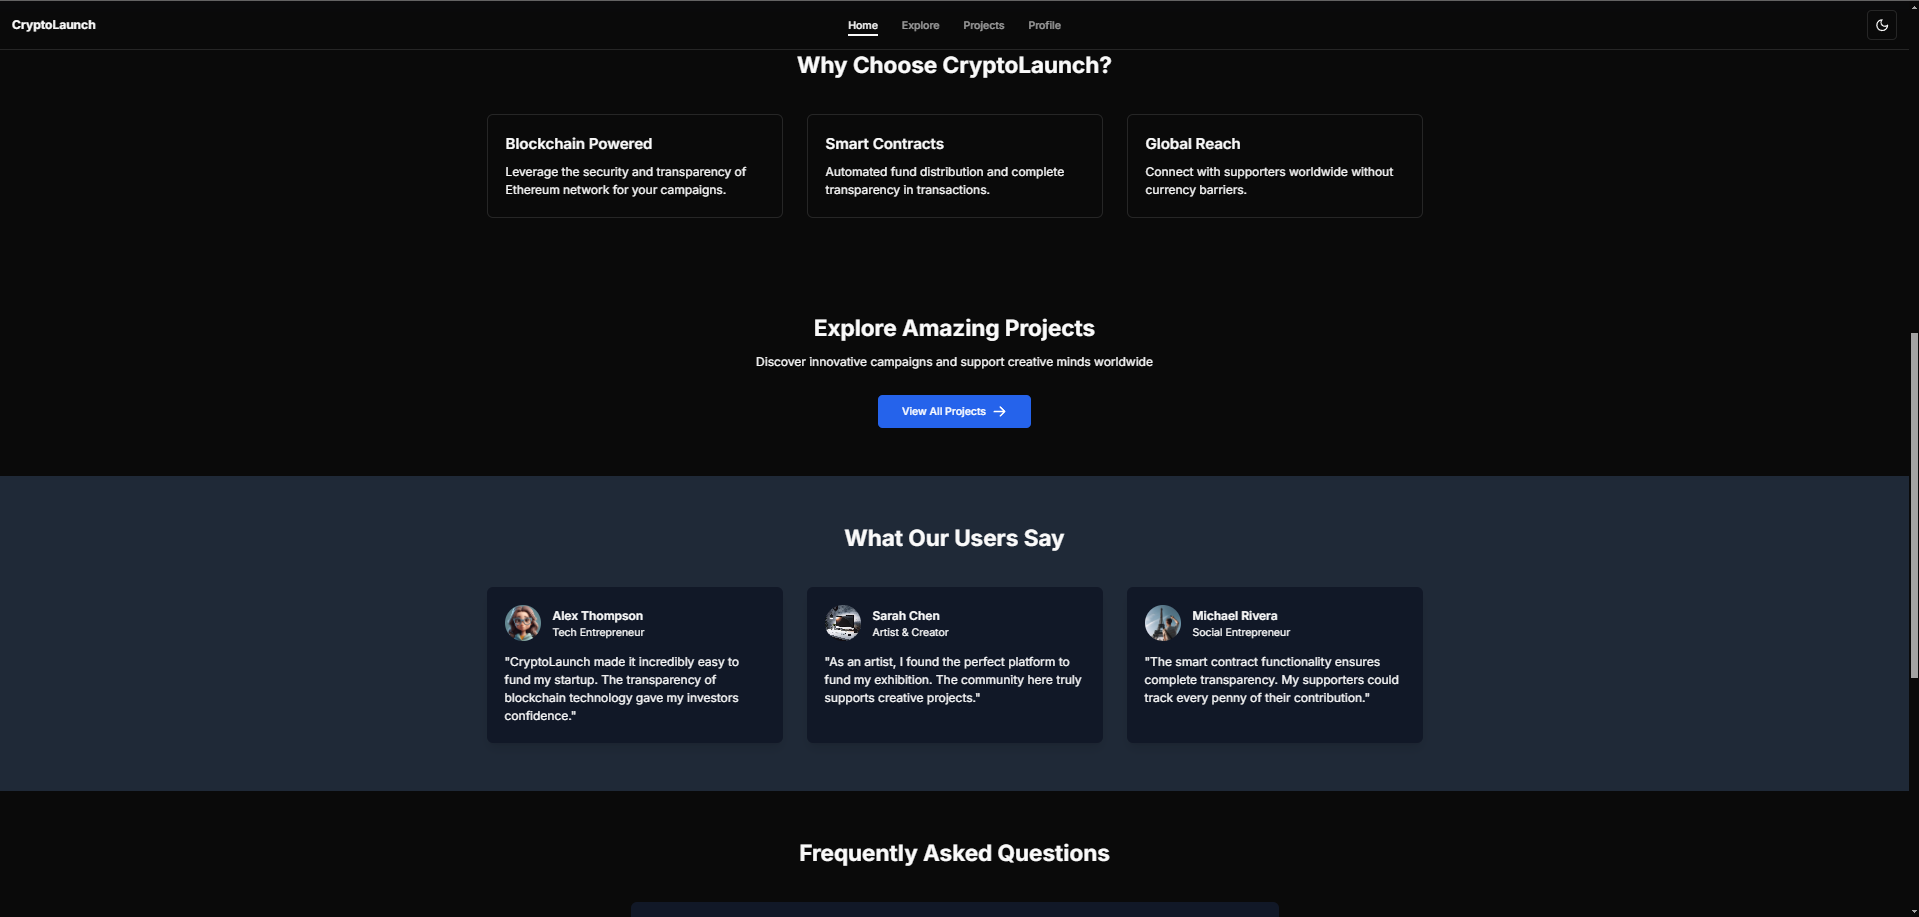 CryptoLaunch
Home
Explore
Projects
Profile
Why Choose CryptoLaunch?
Blockchain Powered
Leverage the security and transparency of
Ethereum network for your campaigns.
Smart Contracts
Automated fund distribution and complete
transparency in transactions.
Global Reach
Connect with supporters worldwide without
currency barriers.
Explore Amazing Projects
Discover innovative campaigns and support creative minds worldwide
View All Projects
What Our Users Say
Alex Thompson
Tech Entrepreneur
"CryptoLaunch made it incredibly easy to
fund my startup. The transparency of
blockchain technology gave my investors
confidence."
Sarah Chen
Artist & Creator
"As an artist, I found the perfect platform to
fund my exhibition. The community here truly
supports creative projects."
Michael Rivera
Social Entrepreneur
"The smart contract functionality ensures
complete transparency. My supporters could
track every penny of their contribution."
Frequently Asked Questions